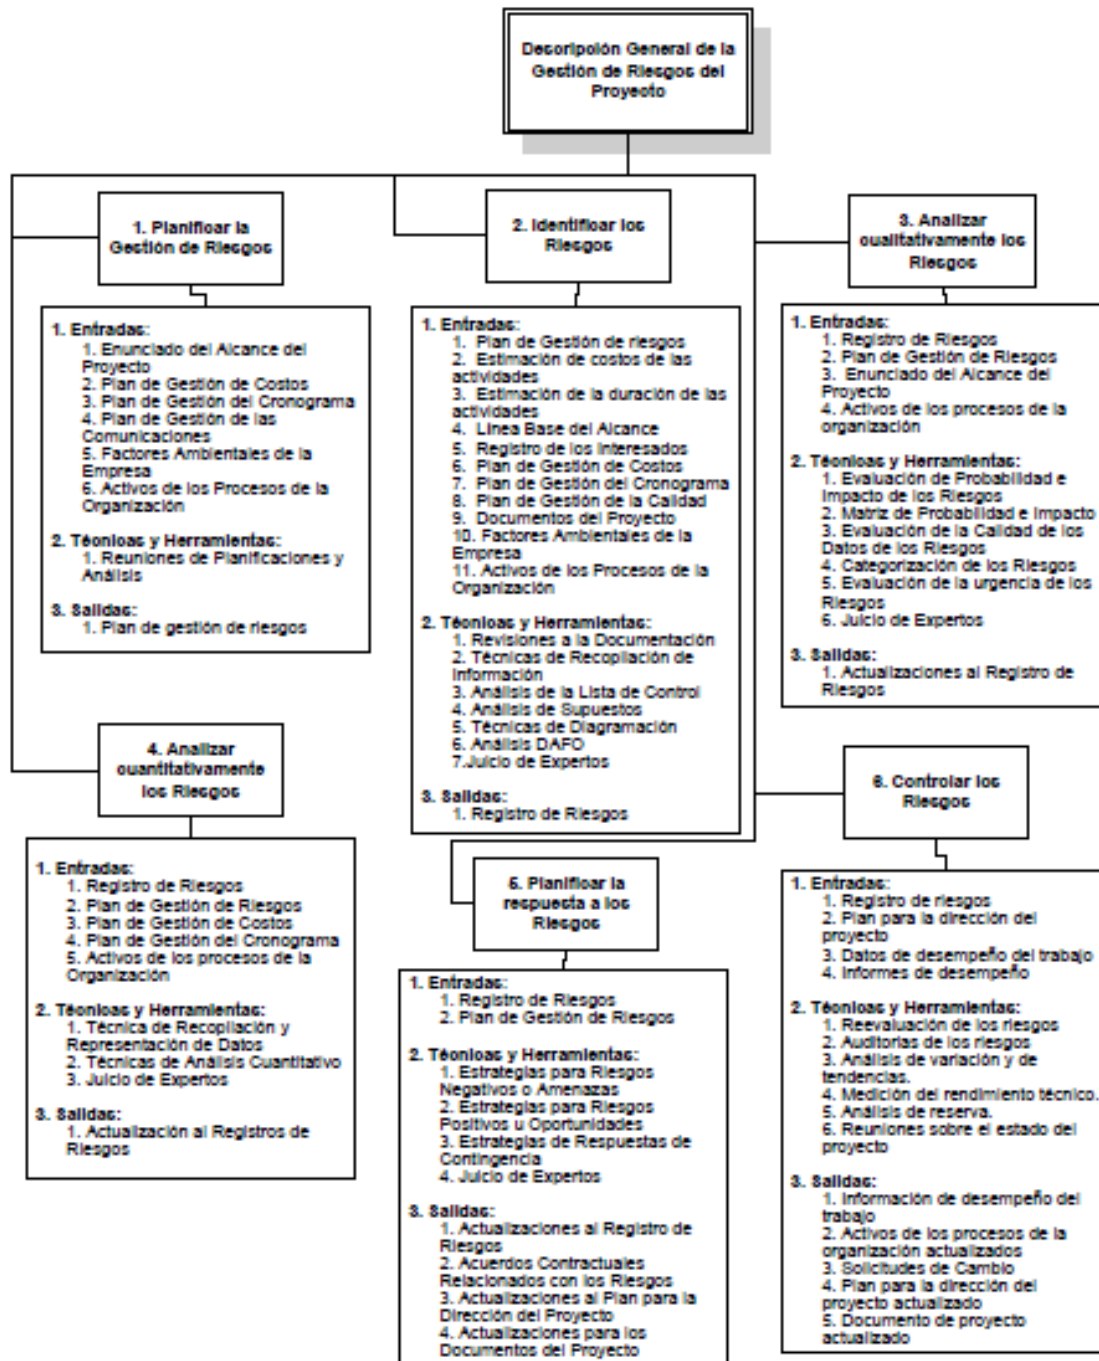 Descripción General de la
Gestión de Riesgos del
Proyecto
1. Planificar la
Gestión de Riesgos
1. Entradas:
1. Enunciado del Alcance del
Proyecto
2. Plan de Gestión de Costos
3. Plan de Gestión del Cronograma
4. Plan de Gestión de las
Comunicaciones
5. Factores Ambientales de la
Empresa
6. Activos de los Procesos de la
Organización
2. Técnicas y Herramientas:
1. Reuniones de Planificaciones y
Análisis
3. Salidas:
1. Plan de gestión de riesgos
2. Identificar los
Riesgos
1. Entradas:
1. Plan de Gestión de riesgos
2. Estimación de costos de las
actividades
3. Estimación de la duración de las
actividades
4. Línea Base del Alcance
5. Registro de los Interesados
6. Plan de Gestión de Costos
7. Plan de Gestión del Cronograma
8. Plan de Gestión de la Calidad
9. Documentos del Proyecto
10. Factores Ambientales de la
Empresa
11. Activos de los Procesos de la
Organización
2. Técnicas y Herramientas:
1. Revisiones a la Documentación
2. Técnicas de Recopilación de
Información
3. Análisis de la Lista de Control
4. Análisis de Supuestos
5. Técnicas de Diagramación
6. Análisis DAFO
7.Juicio de Expertos
3. Salidas:
1. Registro de Riesgos
3. Analizar
cualitativamente los
Riesgos
1. Entradas:
1. Registro de Riesgos
2. Plan de Gestión de Riesgos
3. Enunciado del Alcance del
Proyecto
4. Activos de los procesos de la
organización
2. Técnicas y Herramientas:
1. Evaluación de Probabilidad e
Impacto de los Riesgos
2. Matriz de Probabilidad e Impacto
3. Evaluación de la Calidad de los
Datos de los Riesgos
4. Categorización de los Riesgos
5. Evaluación de la urgencia de los
Riesgos
6. Juicio de Expertos
3. Salidas:
1. Actualizaciones al Registro de
Riesgos
4. Analizar
cuantitativamente
los Riesgos
1. Entradas:
1. Registro de Riesgos
2. Plan de Gestión de Riesgos
3. Plan de Gestión de Costos
4. Plan de Gestión del Cronograma
5. Activos de los procesos de la
Organización
2. Técnicas y Herramientas:
1. Técnica de Recopilación y
Representación de Datos
2. Técnicas de Análisis Cuantitativo
3. Juicio de Expertos
3. Salidas:
1. Actualización al Registros de
Riesgos
5. Planificar la
respuesta a los
Riesgos
1. Entradas:
1. Registro de Riesgos
2. Plan de Gestión de Riesgos
2. Técnicas y Herramientas:
1. Estrategias para Riesgos
Negativos o Amenazas
2. Estrategias para Riesgos
Positivos u Oportunidades
3. Estrategias de Respuestas de
Contingencia
4. Juicio de Expertos
3. Salidas:
1. Actualizaciones al Registro de
Riesgos
2. Acuerdos Contractuales
Relacionados con los Riesgos
3. Actualizaciones al Plan para la
Dirección del Proyecto
4. Actualizaciones para los
Documentos del Proyecto
6. Controlar los
Riesgos
1. Entradas:
1. Registro de riesgos
2. Plan para la dirección del
proyecto
3. Datos de desempeño del trabajo
4. Informes de desempeño
2. Técnicas y Herramientas:
1. Reevaluación de los riesgos
2. Auditorias de los riesgos
3. Análisis de variación y de
tendencias.
4. Medición del rendimiento técnico.
5. Análisis de reserva.
6. Reuniones sobre el estado del
proyecto
3. Salidas:
1. Información de desempeño del
trabajo
2. Activos de los procesos de la
organización actualizados
3. Solicitudes de Cambio
4. Plan para la dirección del
proyecto actualizado
5. Documento de proyecto
actualizado